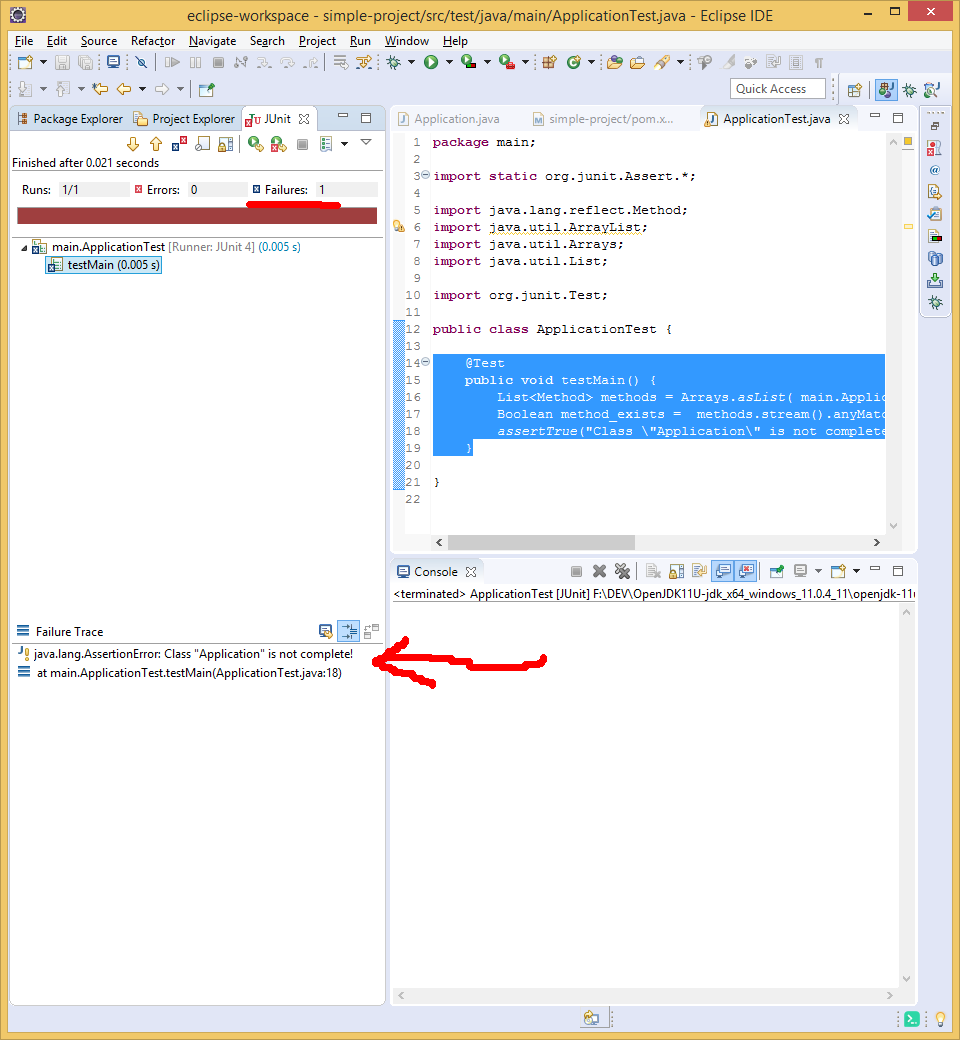 eclipse-workspace - simple-project/src/test/java/main/ApplicationTest.java - Eclipse IDE
File Edit Source Refactor Navigate Search Project Run Window Help
Quick Access
Package Explorer Project Explorer JUnit
Finished after 0.021 seconds
Runs: 1/1 Errors: 0 Failures: 1
main.ApplicationTest [Runner: JUnit 4] (0.005 s)
testMain (0.005 s)
Failure Trace
java.lang.AssertionError: Class "Application" is not complete!
at main.ApplicationTest.testMain(ApplicationTest.java:18)
Application.java simple-project/pom.x... ApplicationTest.java
1 package main;
2
3 import static org.junit.Assert.*;
4
5 import java.lang.reflect.Method;
6 import java.util.ArrayList;
7 import java.util.Arrays;
8 import java.util.List;
9
10 import org.junit.Test;
11
12 public class ApplicationTest {
13
14 @Test
15 public void testMain() {
16 List<Method> methods = Arrays.asList( main.Applic
17 Boolean method_exists = methods.stream().anyMatc
18 assertTrue("Class \"Application\" is not complete
19 }
20
21 }
22
Console
<terminated> ApplicationTest [JUnit] F:\DEV\OpenJDK11U-jdk_x64_windows_11.0.4_11\openjdk-11